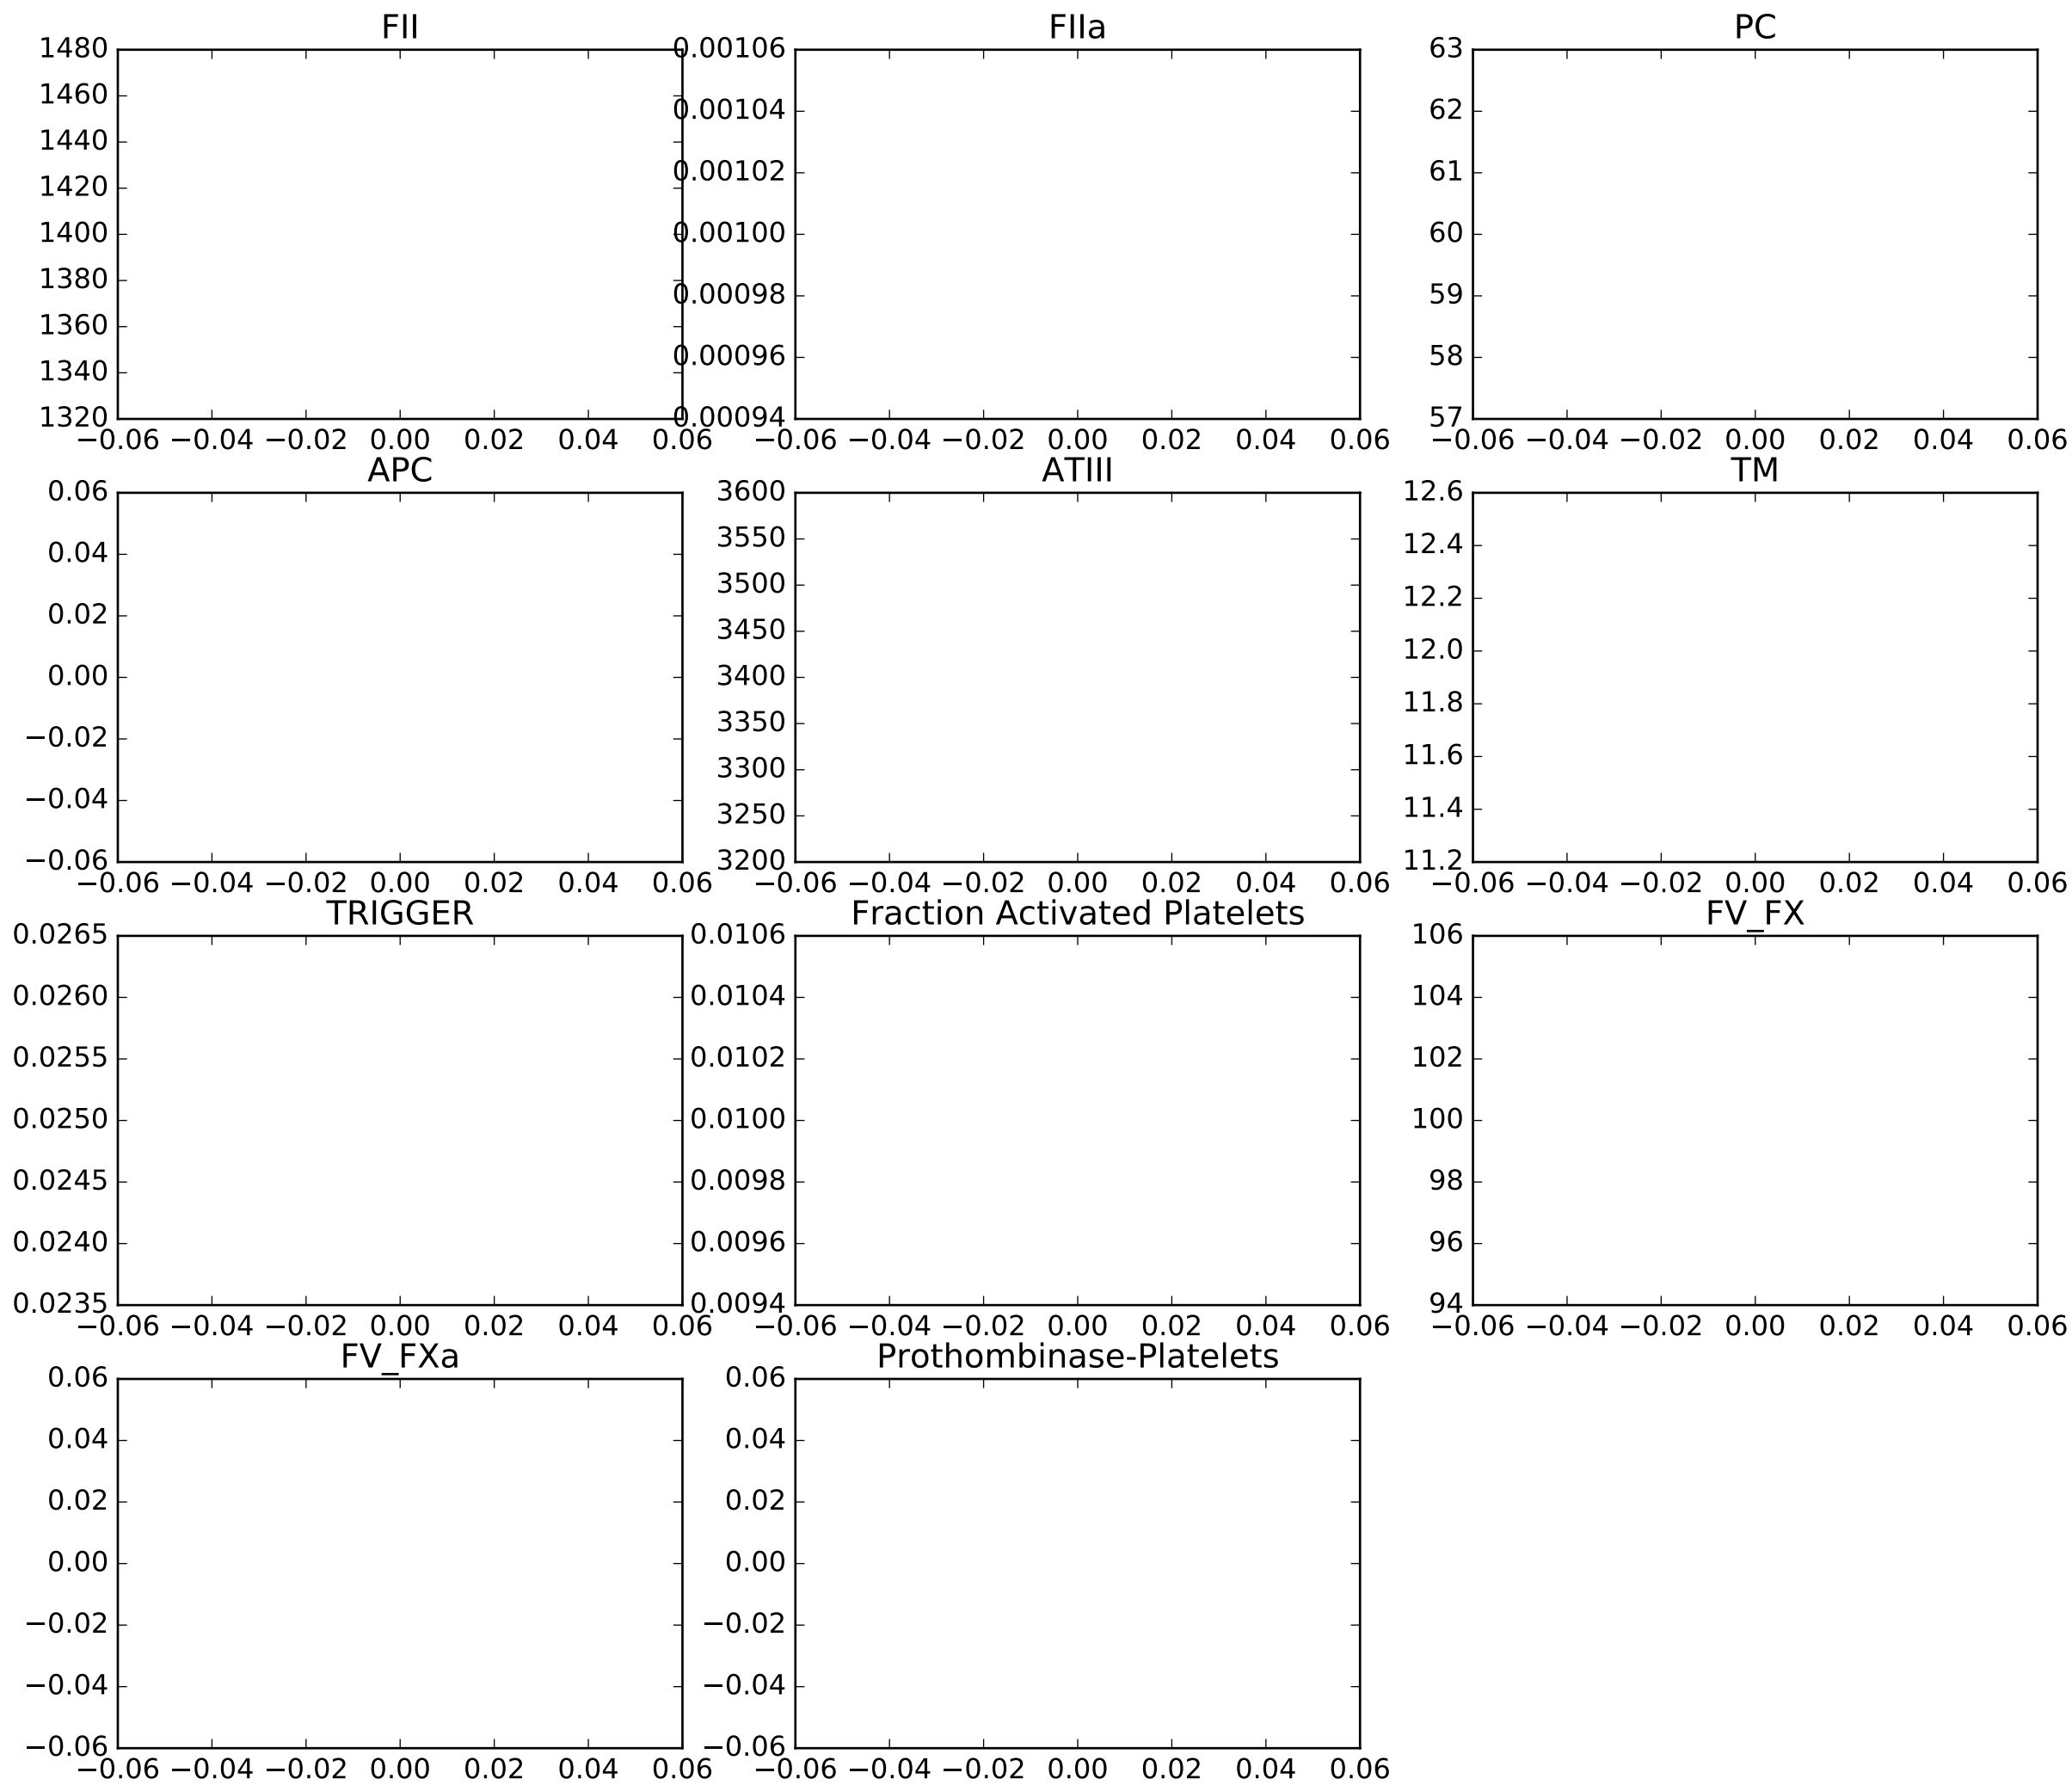 FII FIIa PC
1480 0.00106 63
1460 0.00104 62
1440 0.00102 61
1420 0.00100 60
1400 0.00098 59
1380 0.00096 58
1360 0.00094 57
1340
1320
−0.06 −0.04 −0.02 0.00 0.02 0.04 0.06 −0.06 −0.04 −0.02 0.00 0.02 0.04 0.06 −0.06 −0.04 −0.02 0.00 0.02 0.04 0.06
APC ATIII TM
0.06 3600 12.6
0.04 3550 12.4
0.02 3500 12.2
0.00 3450 12.0
−0.02 3400 11.8
−0.04 3350 11.6
−0.06 3300 11.4
3250 11.2
3200
−0.06 −0.04 −0.02 0.00 0.02 0.04 0.06 −0.06 −0.04 −0.02 0.00 0.02 0.04 0.06 −0.06 −0.04 −0.02 0.00 0.02 0.04 0.06
TRIGGER Fraction Activated Platelets FV_FX
0.0265 0.0106 106
0.0260 0.0104 104
0.0255 0.0102 102
0.0250 0.0100 100
0.0245 0.0098 98
0.0240 0.0096 96
0.0235 0.0094 94
−0.06 −0.04 −0.02 0.00 0.02 0.04 0.06 −0.06 −0.04 −0.02 0.00 0.02 0.04 0.06 −0.06 −0.04 −0.02 0.00 0.02 0.04 0.06
FV_FXa Prothombinase-Platelets
0.06 0.06
0.04 0.04
0.02 0.02
0.00 0.00
−0.02 −0.02
−0.04 −0.04
−0.06 −0.06
−0.06 −0.04 −0.02 0.00 0.02 0.04 0.06 −0.06 −0.04 −0.02 0.00 0.02 0.04 0.06